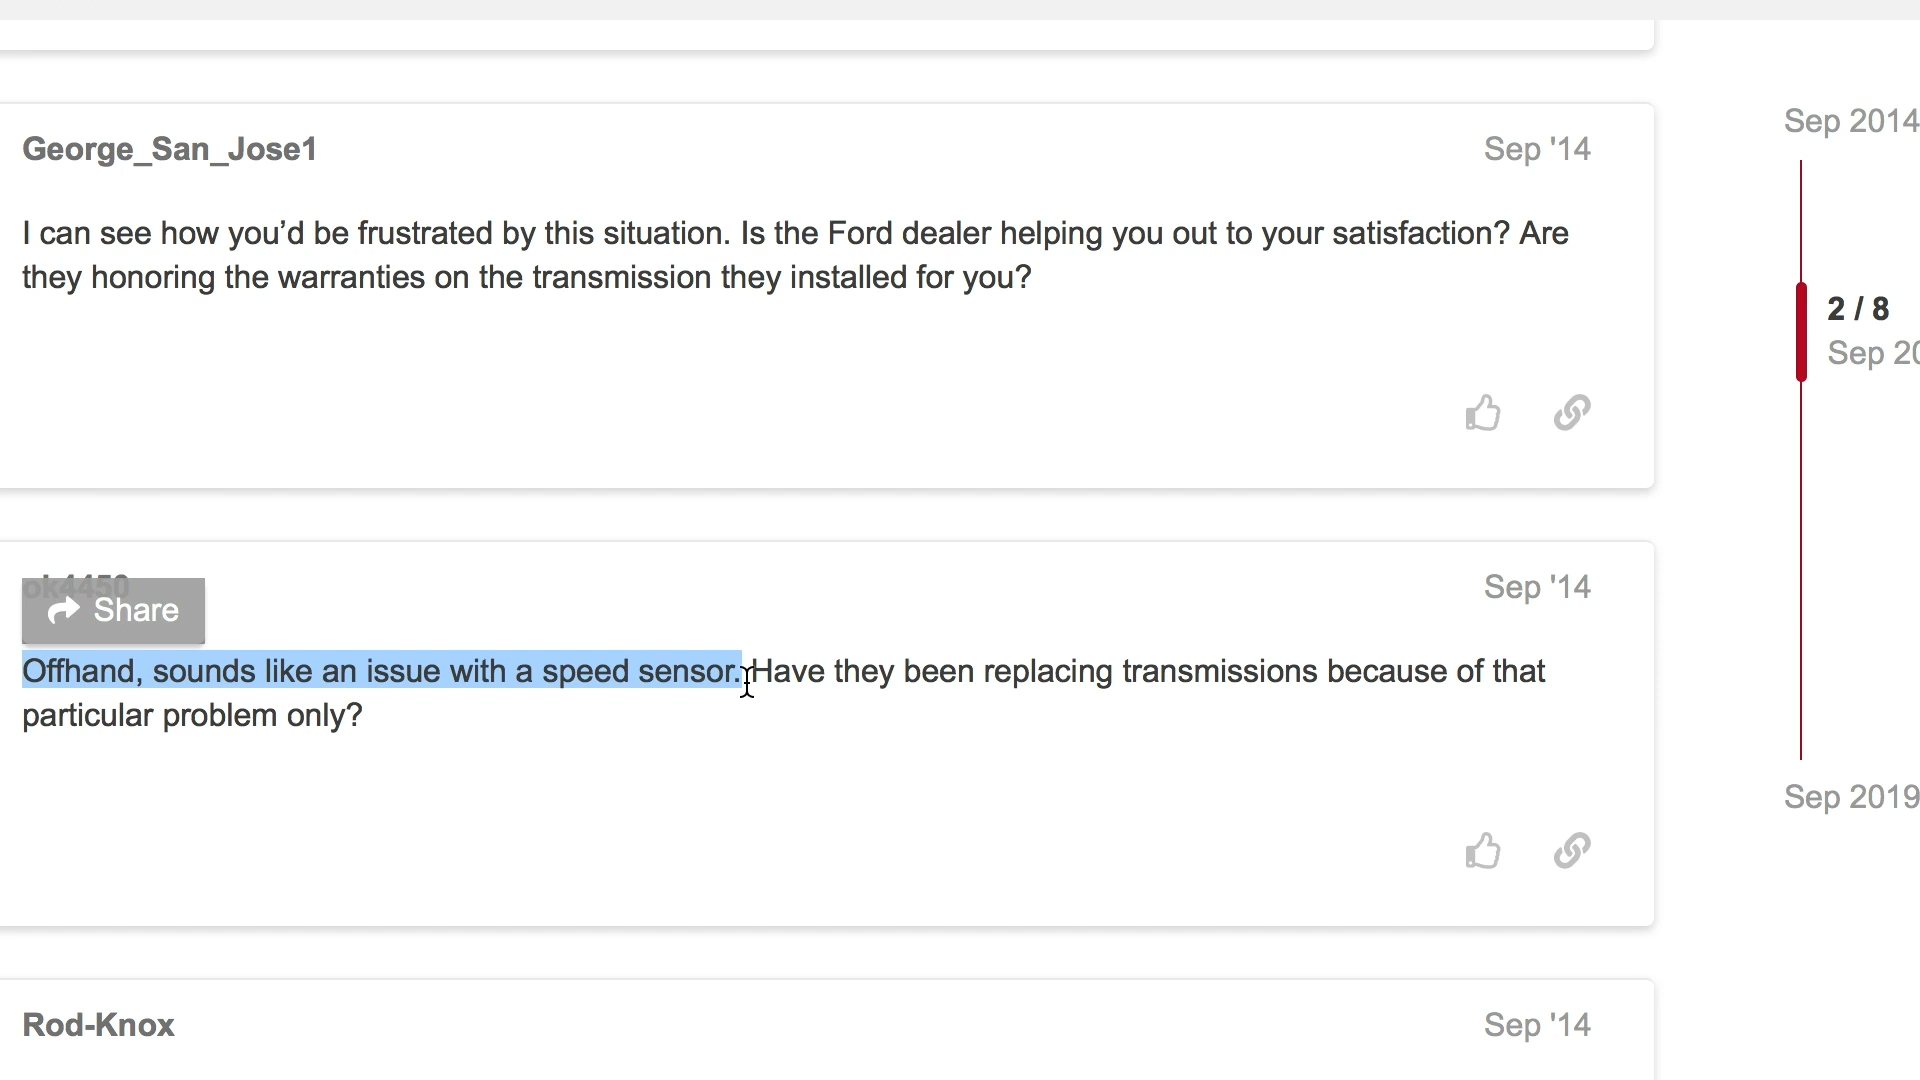 George_San_Jose1
Sep '14
Sep 2014
I can see how you’d be frustrated by this situation. Is the Ford dealer helping you out to your satisfaction? Are
they honoring the warranties on the transmission they installed for you?
2 / 8
Sep 20
ok4450
Sep '14
Share
Offhand, sounds like an issue with a speed sensor. Have they been replacing transmissions because of that
particular problem only?
Sep 2019
Rod-Knox
Sep '14